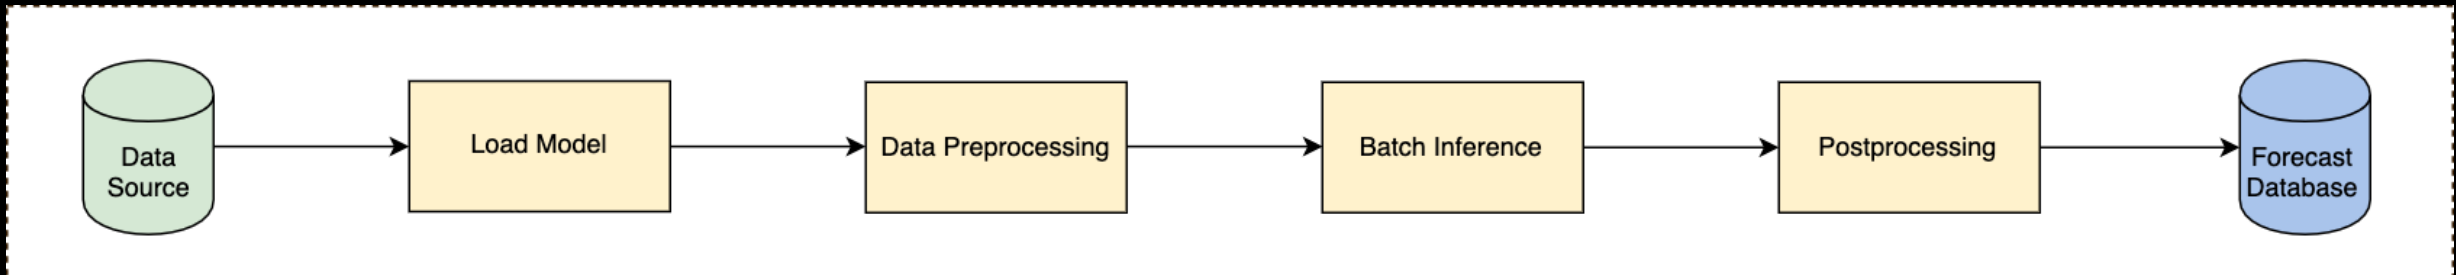 Data
Source
Load Model
Data Preprocessing
Batch Inference
Postprocessing
Forecast
Database